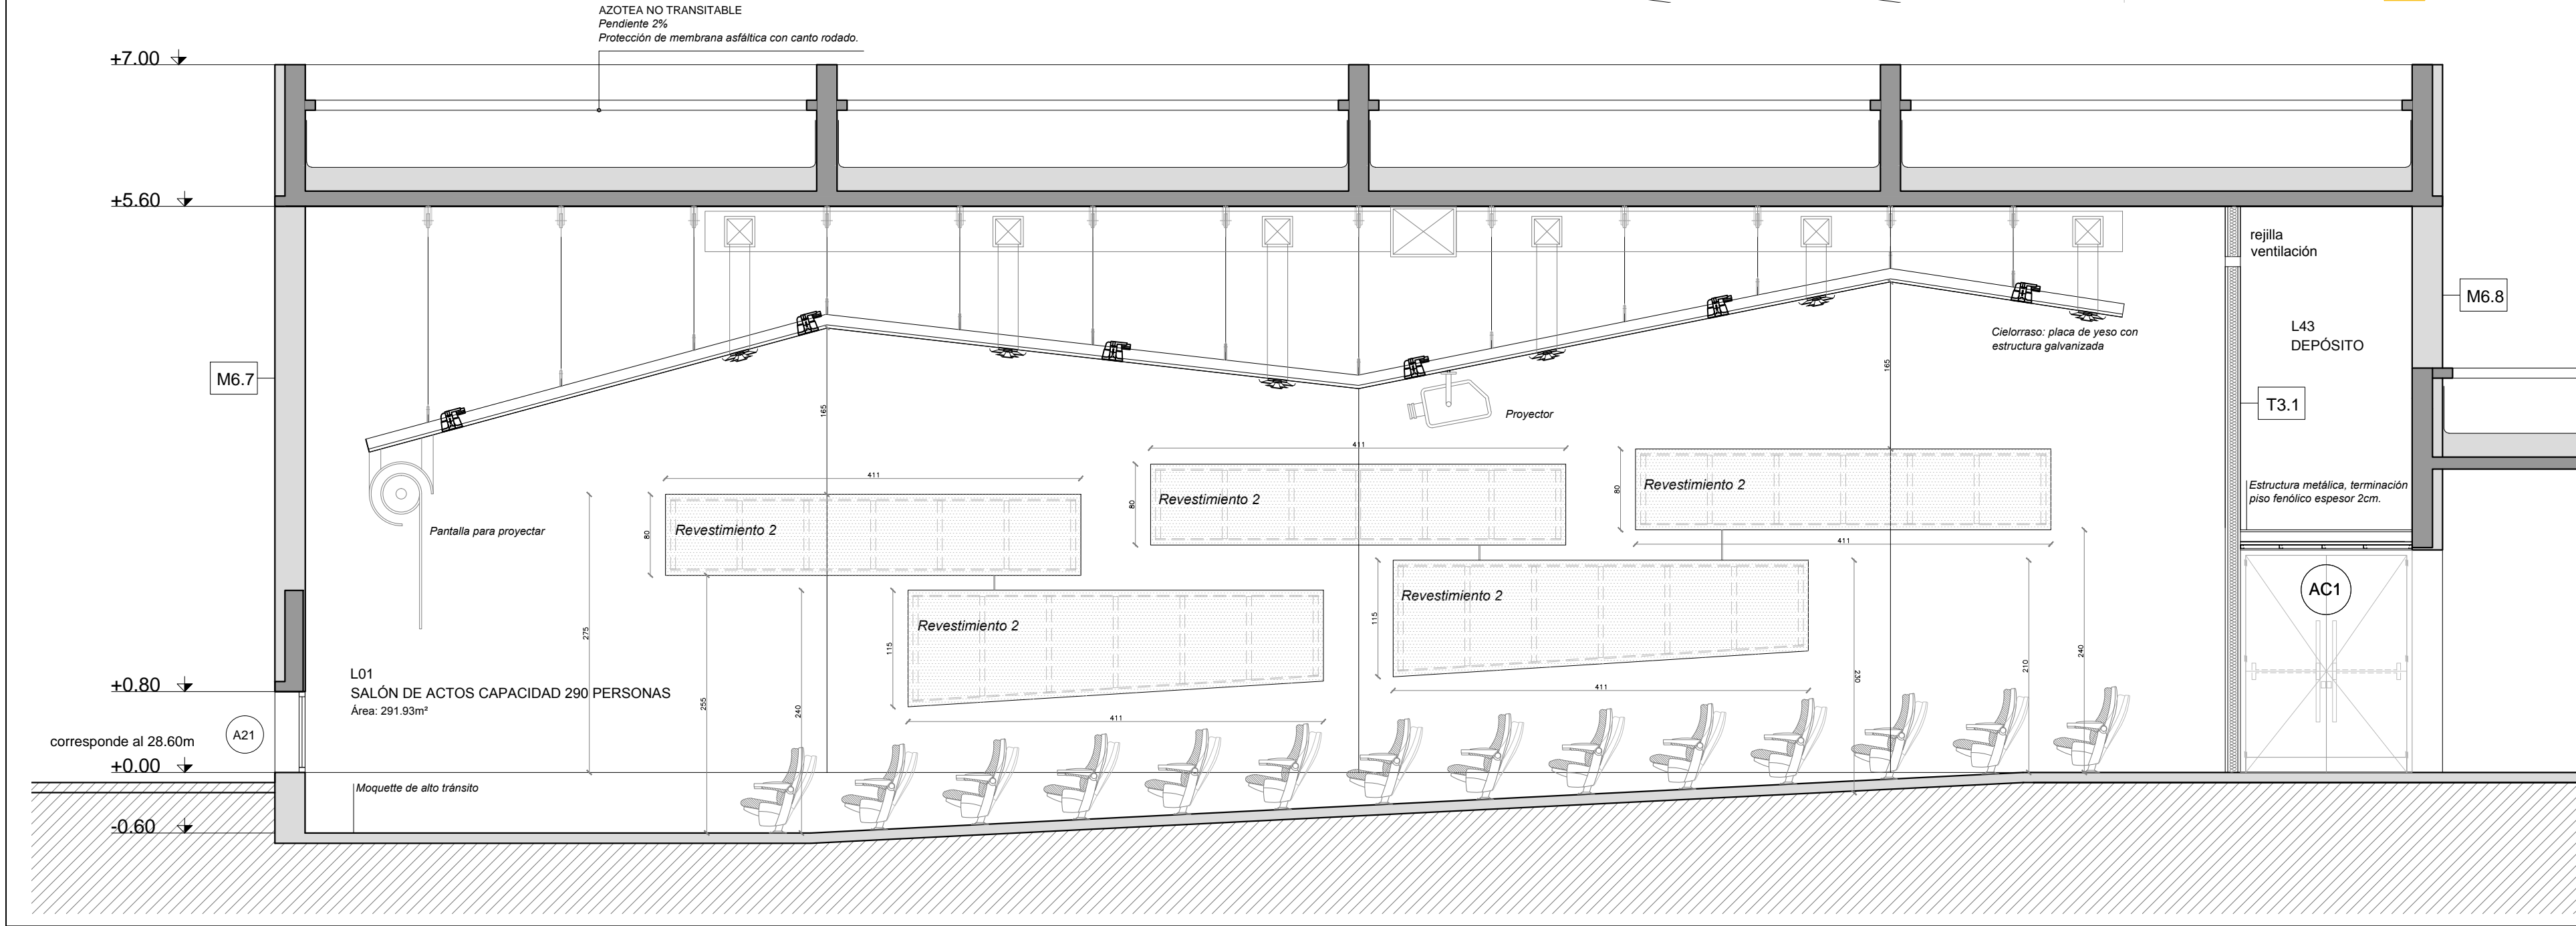 AZOTEA NO TRANSITABLE
Pendiente 2%
Protección de membrana asfáltica con canto rodado.
+7.00
+5.60
rejilla
ventilación
M6.8
L43
DEPÓSITO
Cielorraso: placa de yeso con
estructura galvanizada
M6.7
165
165
T3.1
Proyector
411
411
80
Revestimiento 2
80
Revestimiento 2
80
Revestimiento 2
Estructura metálica, terminación
piso fenólico espesor 2cm.
Pantalla para proyectar
411
AC1
115
Revestimiento 2
115
Revestimiento 2
275
240
230
210
240
L01
SALÓN DE ACTOS CAPACIDAD 290 PERSONAS
Área: 291.93m²
+0.80
411
255
240
411
A21
corresponde al 28.60m
+0.00
Moquette de alto tránsito
-0.60